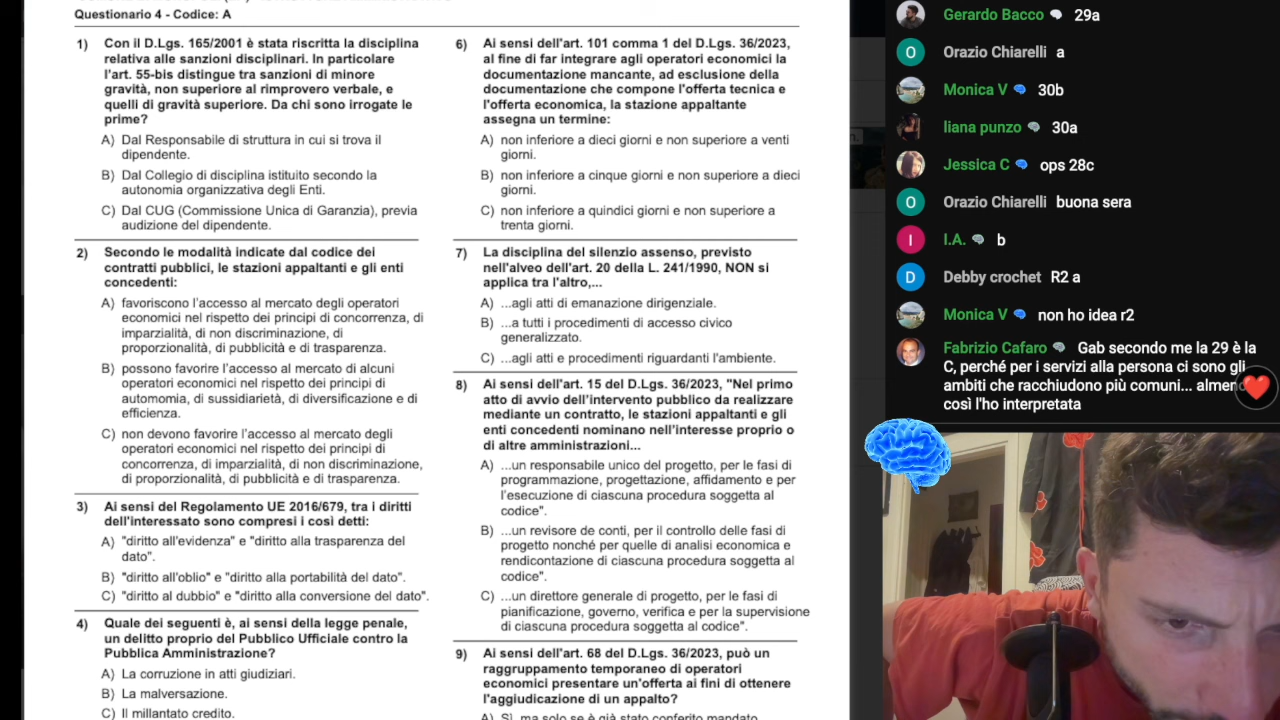 Questionario 4 - Codice: A
1) Con il D.Lgs. 165/2001 è stata riscritta la disciplina
relativa alle sanzioni disciplinari. In particolare
l'art. 55-bis distingue tra sanzioni di minore
gravità, non superiore al rimprovero verbale, e
quelli di gravità superiore. Da chi sono irrogate le
prime?
A) Dal Responsabile di struttura in cui si trova il
dipendente.
B) Dal Collegio di disciplina istituito secondo la
autonomia organizzativa degli Enti.
C) Dal CUG (Commissione Unica di Garanzia), previa
audizione del dipendente.
2) Secondo le modalità indicate dal codice dei
contratti pubblici, le stazioni appaltanti e gli enti
concedenti:
A) favoriscono l'accesso al mercato degli operatori
economici nel rispetto dei principi di concorrenza, di
imparzialità, di non discriminazione, di
proporzionalità, di pubblicità e di trasparenza.
B) possono favorire l'accesso al mercato di alcuni
operatori economici nel rispetto dei principi di
automomia, di sussidiarietà, di diversificazione e di
efficienza.
C) non devono favorire l'accesso al mercato degli
operatori economici nel rispetto dei principi di
concorrenza, di imparzialità, di non discriminazione,
di proporzionalità, di pubblicità e di trasparenza.
3) Ai sensi del Regolamento UE 2016/679, tra i diritti
dell'interessato sono compresi i così detti:
A) "diritto all'evidenza" e "diritto alla trasparenza del
dato".
B) "diritto all'oblio" e "diritto alla portabilità del dato".
C) "diritto al dubbio" e "diritto alla conversione del dato".
4) Quale dei seguenti è, ai sensi della legge penale,
un delitto proprio del Pubblico Ufficiale contro la
Pubblica Amministrazione?
A) La corruzione in atti giudiziari.
B) La malversazione.
C) Il millantato credito.
6) Ai sensi dell'art. 101 comma 1 del D.Lgs. 36/2023,
al fine di far integrare agli operatori economici la
documentazione mancante, ad esclusione della
documentazione che compone l'offerta tecnica e
l'offerta economica, la stazione appaltante
assegna un termine:
A) non inferiore a dieci giorni e non superiore a venti
giorni.
B) non inferiore a cinque giorni e non superiore a dieci
giorni.
C) non inferiore a quindici giorni e non superiore a
trenta giorni.
7) La disciplina del silenzio assenso, previsto
nell'alveo dell'art. 20 della L. 241/1990, NON si
applica tra l'altro,...
A) ...agli atti di emanazione dirigenziale.
B) ...a tutti i procedimenti di accesso civico
generalizzato.
C) ...agli atti e procedimenti riguardanti l'ambiente.
8) Ai sensi dell'art. 15 del D.Lgs. 36/2023, "Nel primo
atto di avvio dell'intervento pubblico da realizzare
mediante un contratto, le stazioni appaltanti e gli
enti concedenti nominano nell'interesse proprio o
di altre amministrazioni...
A) ...un responsabile unico del progetto, per le fasi di
programmazione, progettazione, affidamento e per
l'esecuzione di ciascuna procedura soggetta al
codice".
B) ...un revisore de conti, per il controllo delle fasi di
progetto nonché per quelle di analisi economica e
rendicontazione di ciascuna procedura soggetta al
codice".
C) ...un direttore generale di progetto, per le fasi di
pianificazione, governo, verifica e per la supervisione
di ciascuna procedura soggetta al codice".
9) Ai sensi dell'art. 68 del D.Lgs. 36/2023, può un
raggruppamento temporaneo di operatori
economici presentare un'offerta ai fini di ottenere
l'aggiudicazione di un appalto?
A) Sì, ma solo se è già stato conferito mandato
Gerardo Bacco 29a
O Orazio Chiarelli a
Monica V 30b
liana punzo 30a
Jessica C ops 28c
O Orazio Chiarelli buona sera
I I.A. b
D Debby crochet R2 a
Monica V non ho idea r2
Fabrizio Cafaro Gab secondo me la 29 è la
C, perché per i servizi alla persona ci sono gli
ambiti che racchiudono più comuni... almeno
così l'ho interpretata